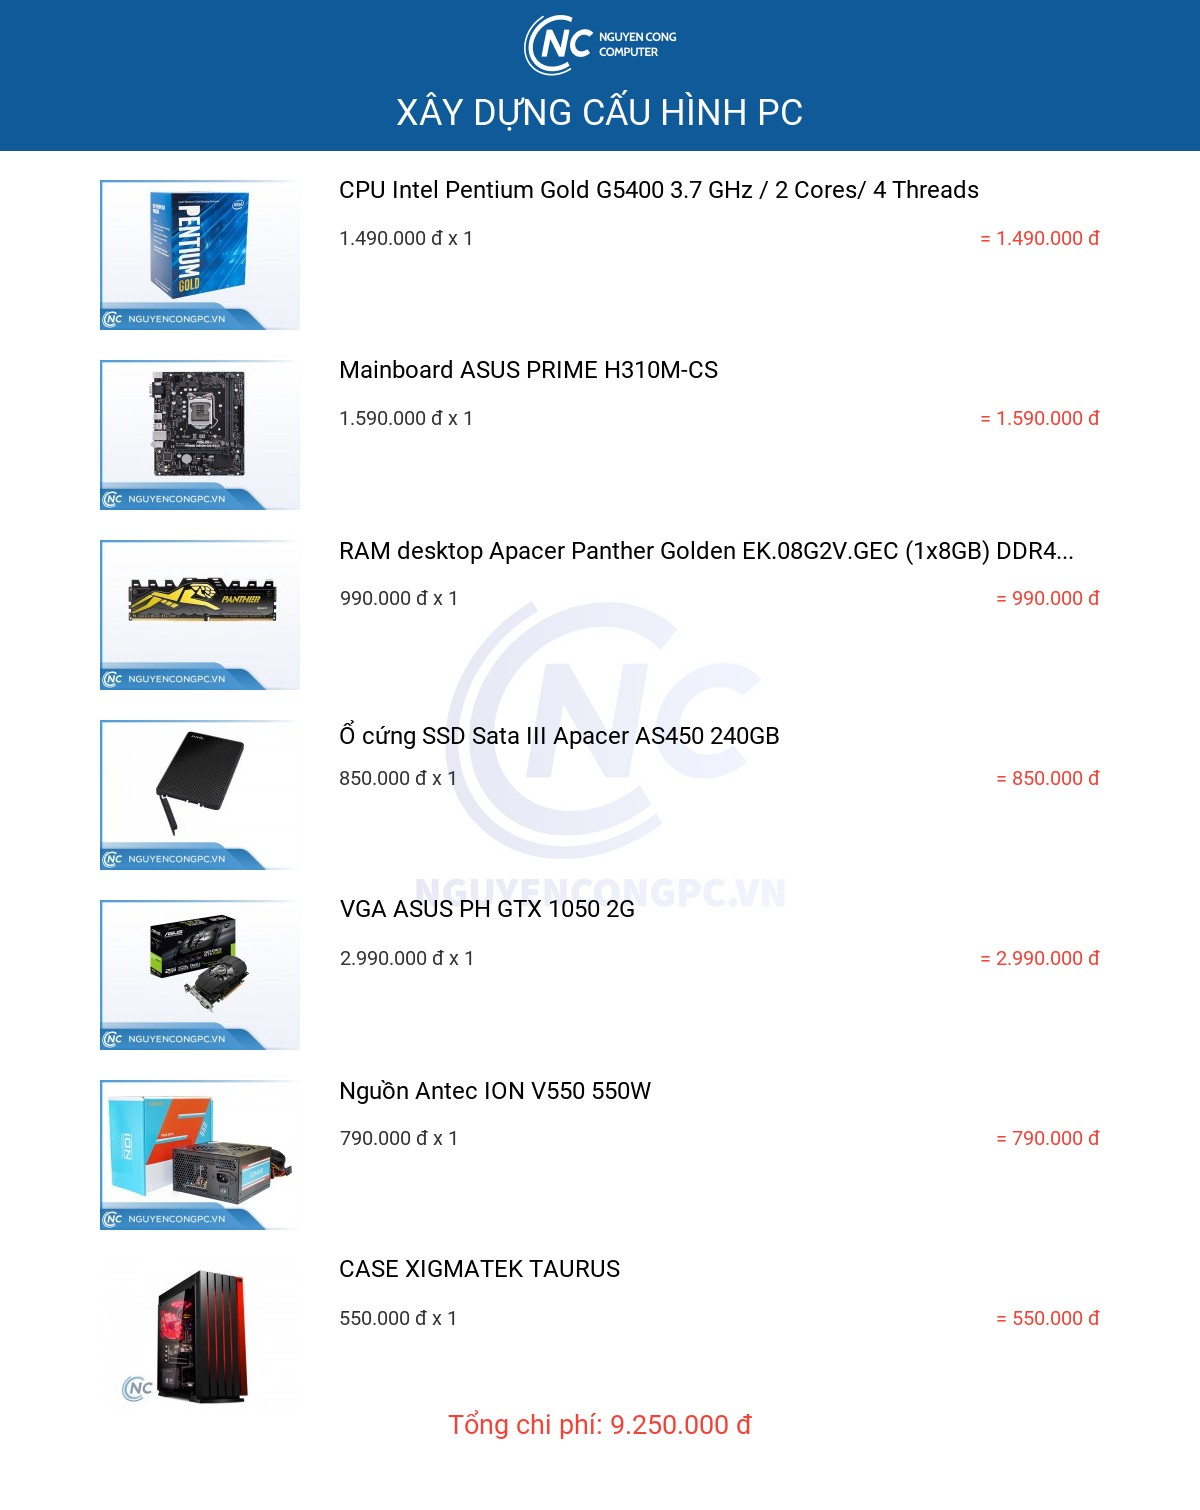 NC NGUYEN CONG
COMPUTER
XÂY DỰNG CẤU HÌNH PC
CPU Intel Pentium Gold G5400 3.7 GHz / 2 Cores/ 4 Threads
1.490.000 đ x 1
= 1.490.000 đ
PENTIUM
GOLD
NC NGUYENCONGPC.VN
Mainboard ASUS PRIME H310M-CS
1.590.000 đ x 1
= 1.590.000 đ
NC NGUYENCONGPC.VN
RAM desktop Apacer Panther Golden EK.08G2V.GEC (1x8GB) DDR4...
990.000 đ x 1
= 990.000 đ
PANTHER
NC NGUYENCONGPC.VN
Ổ cứng SSD Sata III Apacer AS450 240GB
850.000 đ x 1
= 850.000 đ
NC
NC NGUYENCONGPC.VN
NGUYENCONGPC.VN
VGA ASUS PH GTX 1050 2G
2.990.000 đ x 1
= 2.990.000 đ
NC NGUYENCONGPC.VN
Nguồn Antec ION V550 550W
790.000 đ x 1
= 790.000 đ
ION
550
NC NGUYENCONGPC.VN
CASE XIGMATEK TAURUS
550.000 đ x 1
= 550.000 đ
NC
Tổng chi phí: 9.250.000 đ